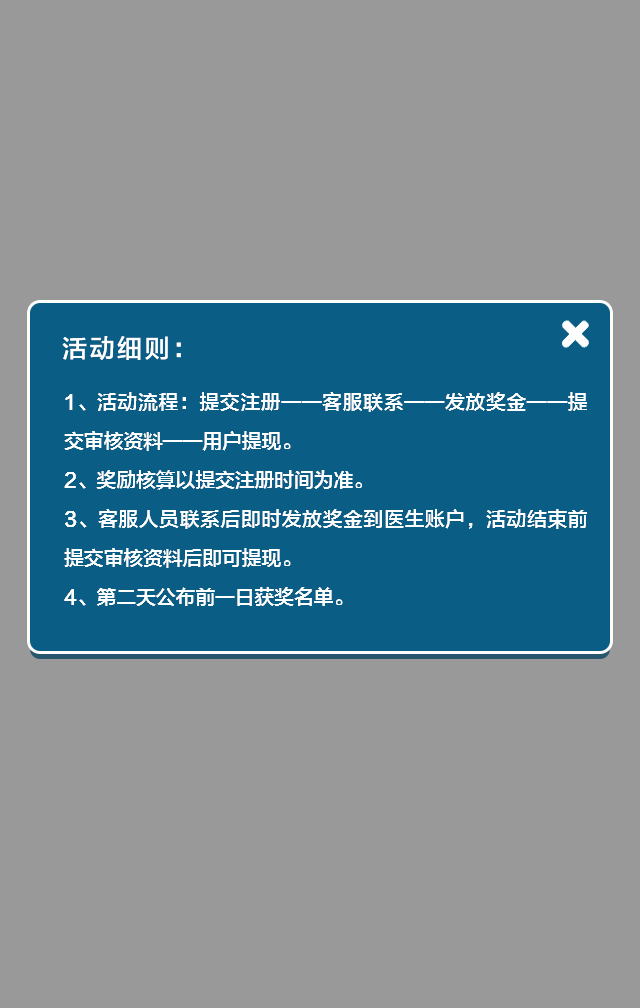 活动细则：
1、活动流程：提交注册——客服联系——发放奖金——提
交审核资料——用户提现。
2、奖励核算以提交注册时间为准。
3、客服人员联系后即时发放奖金到医生账户，活动结束前
提交审核资料后即可提现。
4、第二天公布前一日获奖名单。